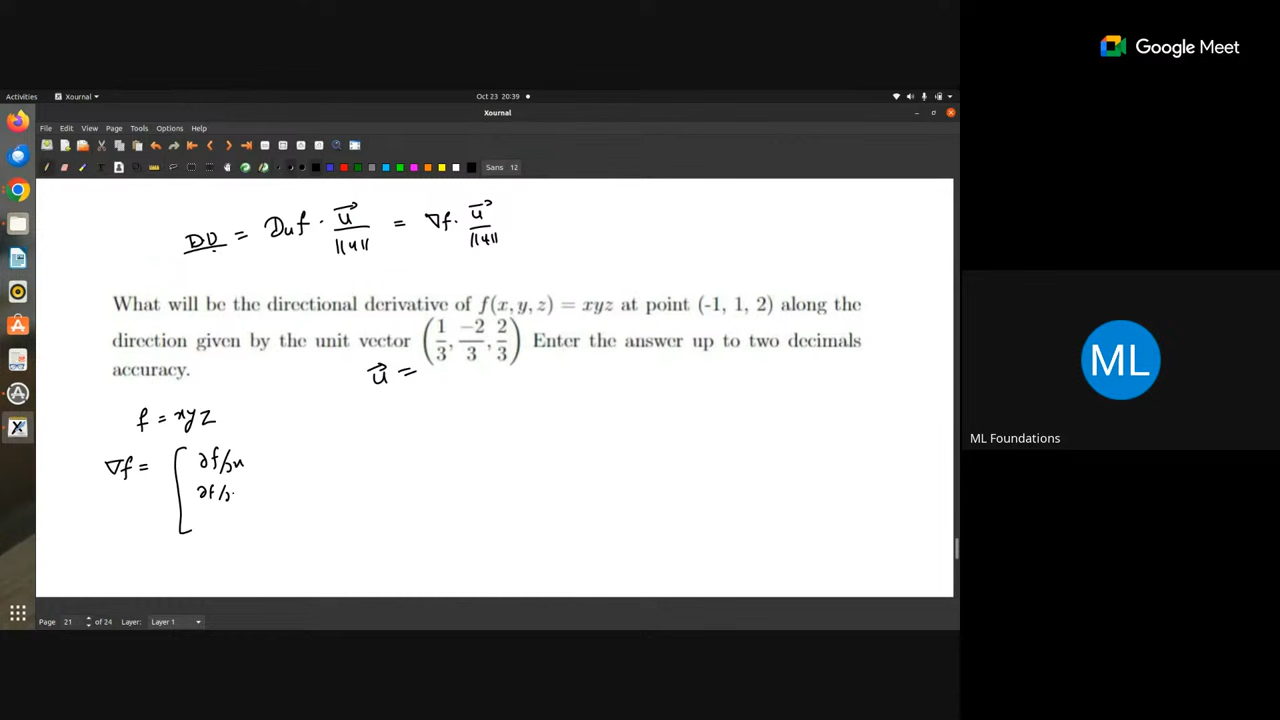 Google Meet
Activities Xournal Oct 23 20:39
Xournal
File Edit View Page Tools Options Help
Sans 12
DD = Duf · u⃗/||u|| = ∇f · u⃗/||u||
What will be the directional derivative of f(x, y, z) = xyz at point (-1, 1, 2) along the
direction given by the unit vector (1/3, −2/3, 2/3) Enter the answer up to two decimals
accuracy.
u⃗ =
f = xyz
∇f = [ ∂f/∂x
∂f/∂
ML
ML Foundations
Page 21 of 24 Layer: Layer 1